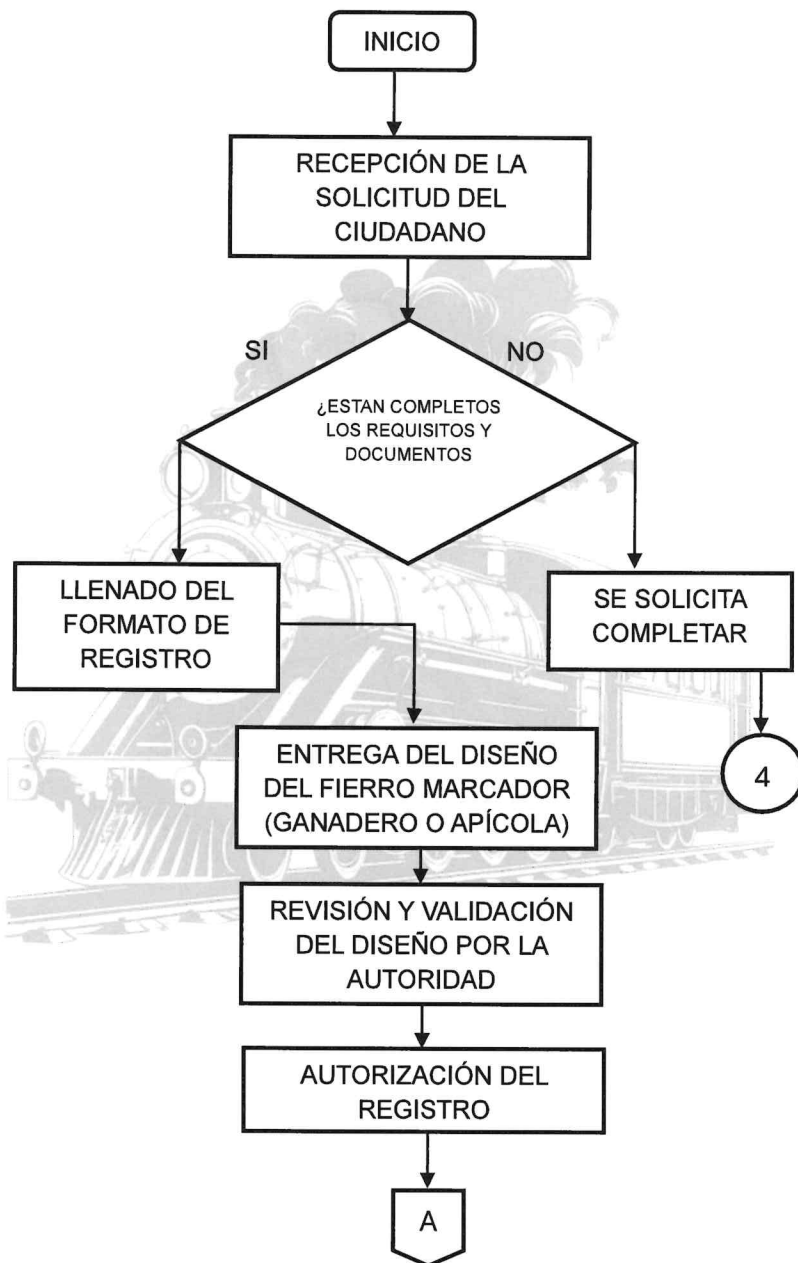 INICIO
RECEPCIÓN DE LA
SOLICITUD DEL
CIUDADANO
SI
NO
¿ESTAN COMPLETOS
LOS REQUISITOS Y
DOCUMENTOS
LLENADO DEL
FORMATO DE
REGISTRO
SE SOLICITA
COMPLETAR
ENTREGA DEL DISEÑO
DEL FIERRO MARCADOR
(GANADERO O APÍCOLA)
4
REVISIÓN Y VALIDACIÓN
DEL DISEÑO POR LA
AUTORIDAD
AUTORIZACIÓN DEL
REGISTRO
A